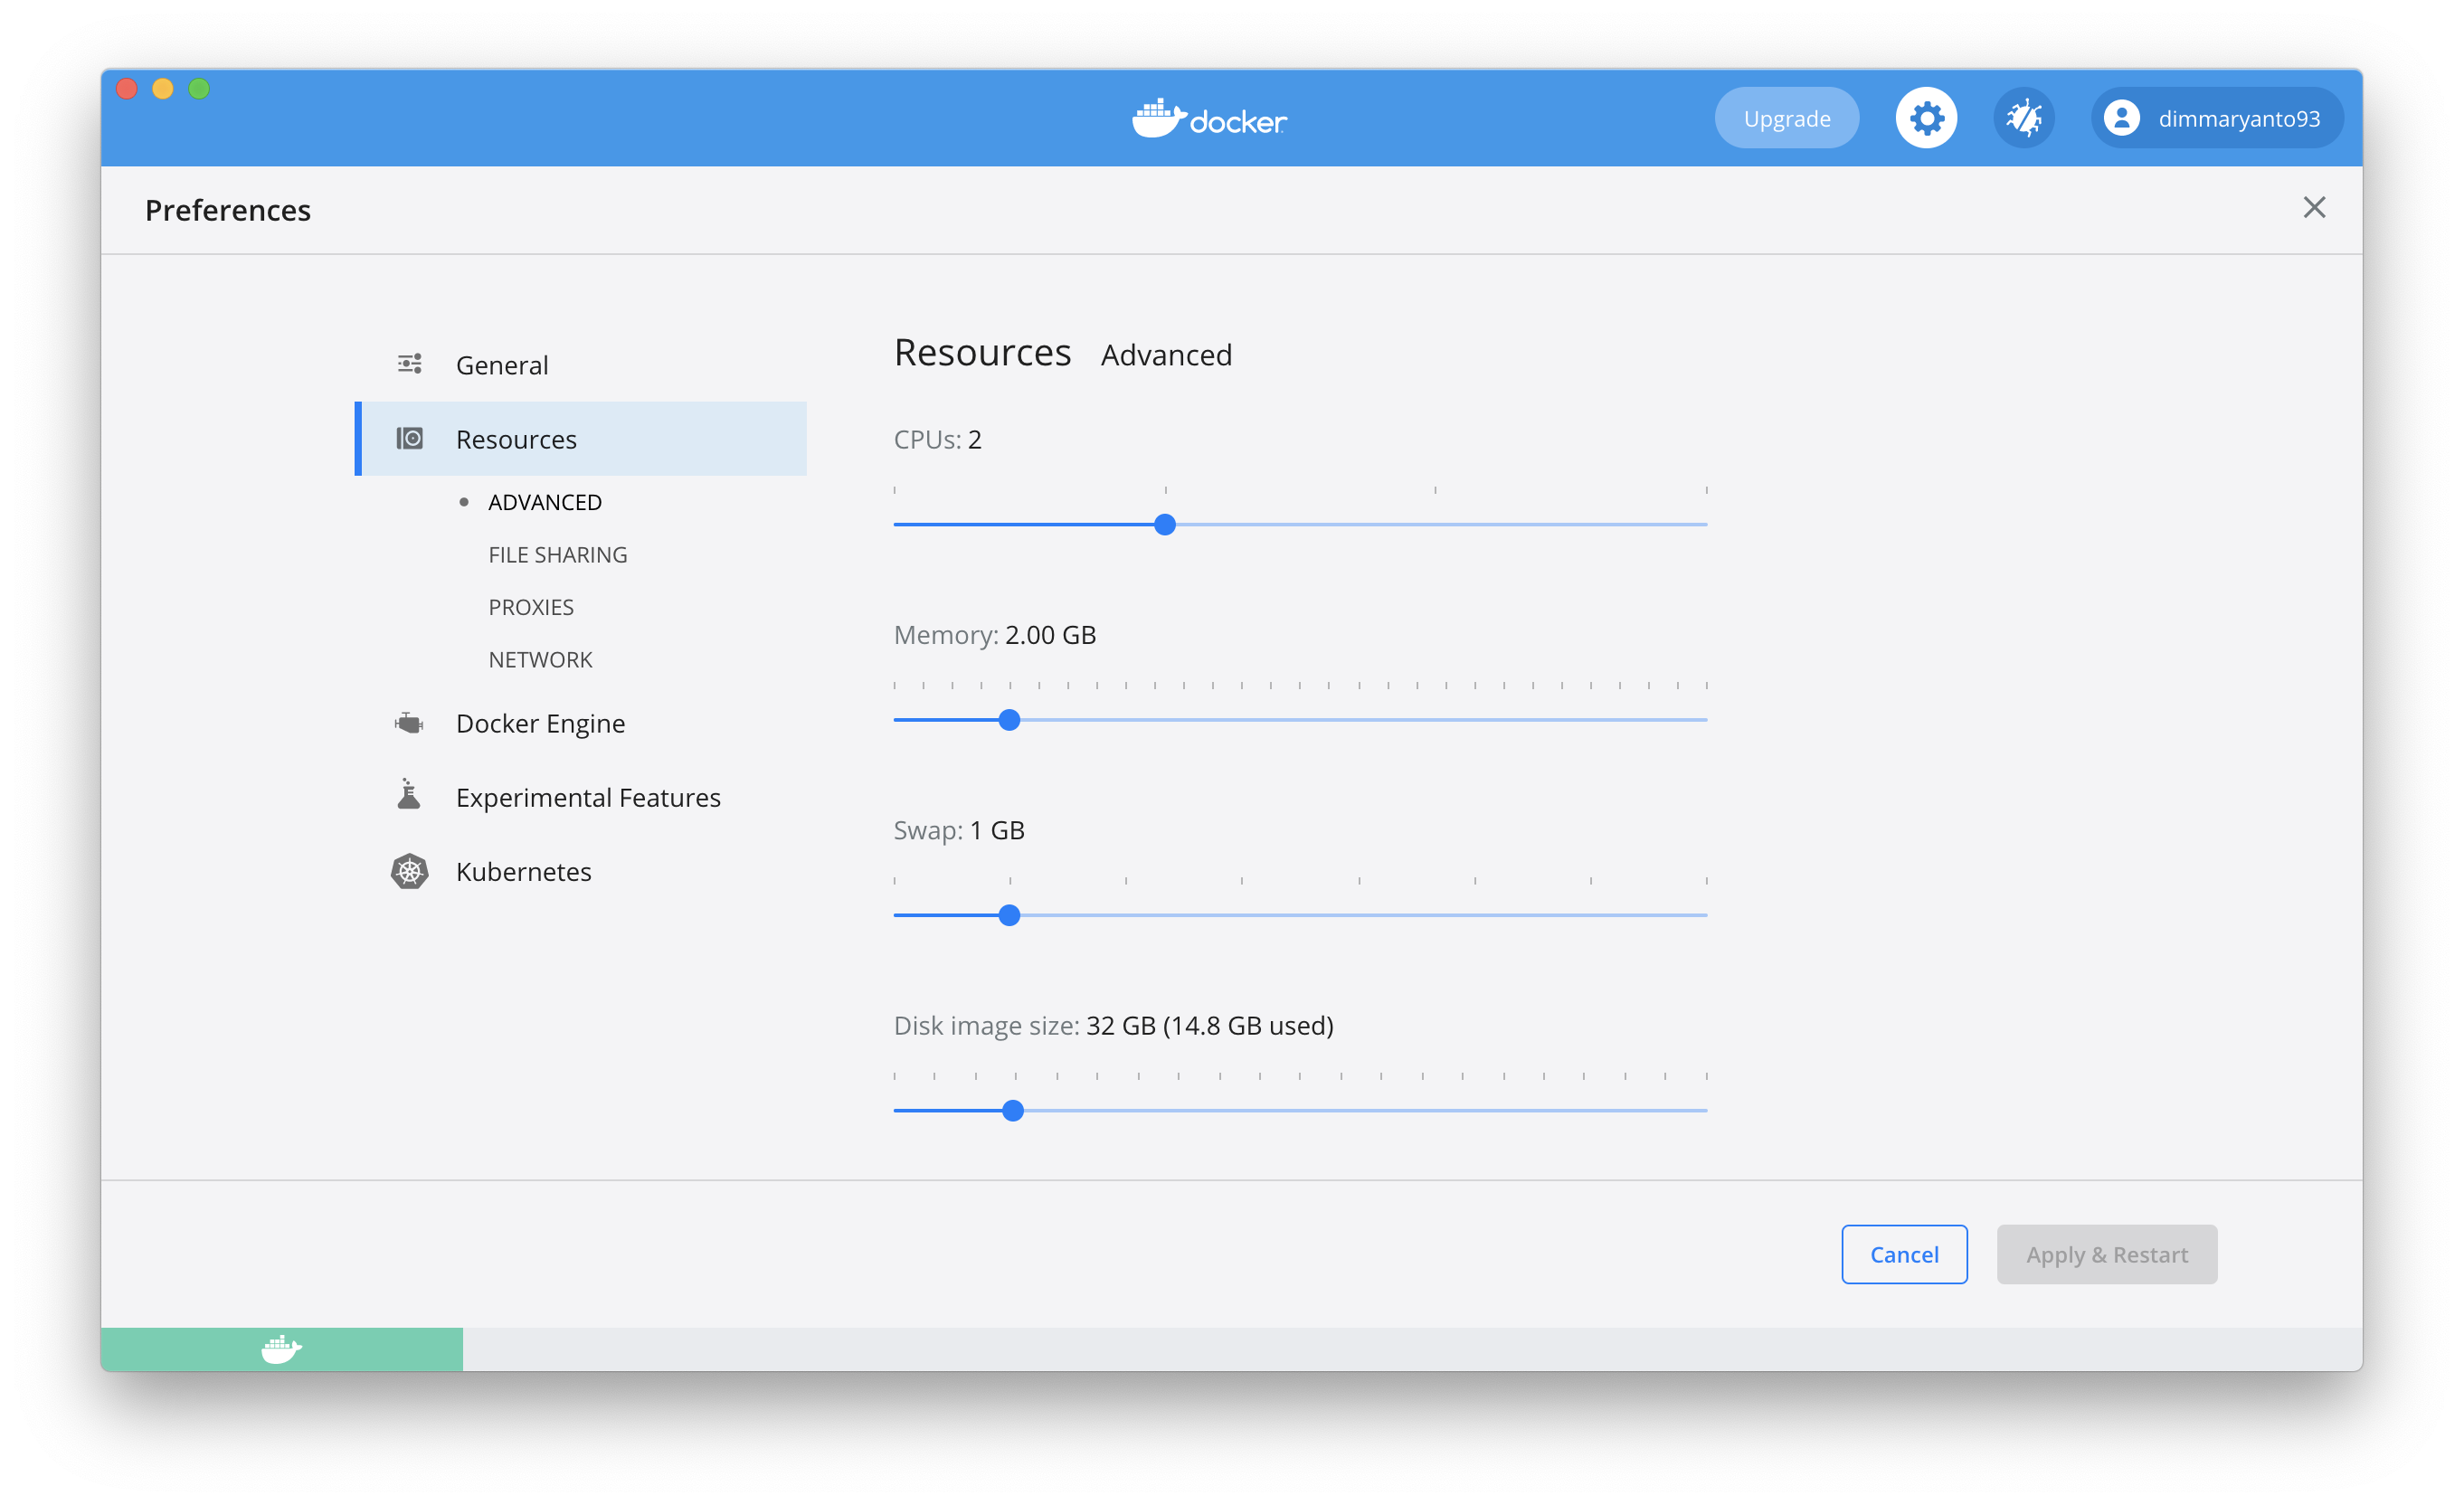 docker
Upgrade
dimmaryanto93
Preferences
General
Resources
ADVANCED
FILE SHARING
PROXIES
NETWORK
Docker Engine
Experimental Features
Kubernetes
Resources Advanced
CPUs: 2
Memory: 2.00 GB
Swap: 1 GB
Disk image size: 32 GB (14.8 GB used)
Cancel
Apply & Restart